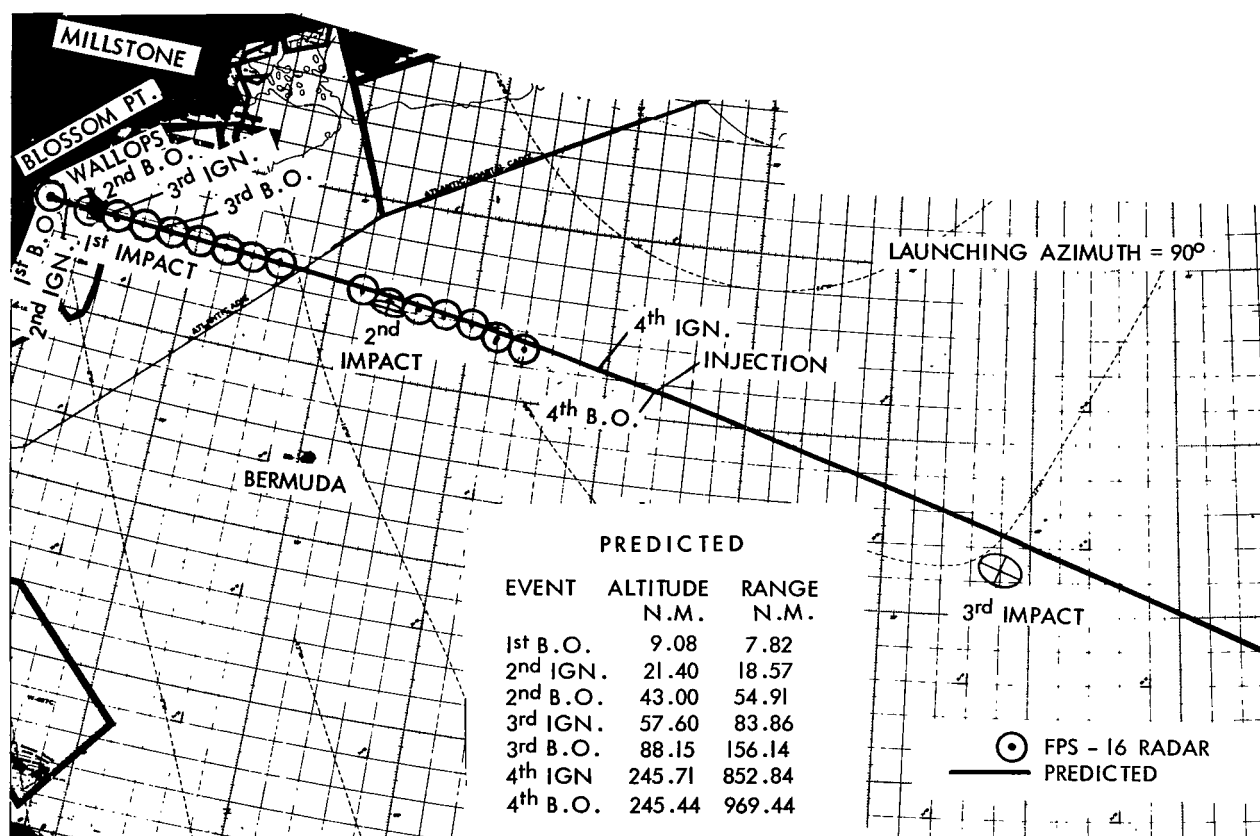 MILLSTONE
BLOSSOM PT.
WALLOPS
2nd B.O.
3rd IGN.
3rd B.O.
1st B.O.
2nd IGN.
1st IMPACT
LAUNCHING AZIMUTH = 90º
2nd
IMPACT
4th IGN.
INJECTION
4th B.O.
BERMUDA
3rd IMPACT
PREDICTED
EVENT ALTITUDE RANGE
N.M. N.M.
1st B.O. 9.08 7.82
2nd IGN. 21.40 18.57
2nd B.O. 43.00 54.91
3rd IGN. 57.60 83.86
3rd B.O. 88.15 156.14
4th IGN 245.71 852.84
4th B.O. 245.44 969.44
FPS - 16 RADAR
PREDICTED